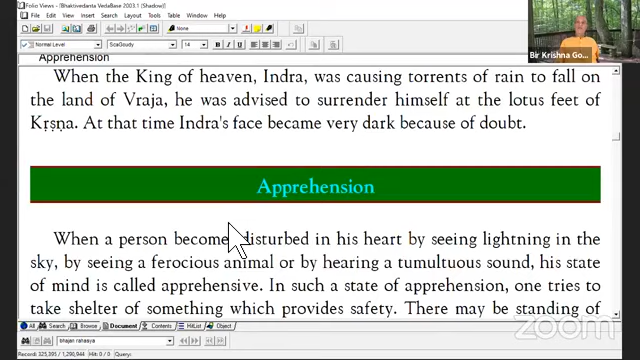 Folio Views - [Bhaktivedanta VedaBase 2003.1 (Shadow)]
File Edit View Insert Search Layout Tools Window Help
None
Normal Level ScaGoudy 14 B I U
Apprehension
When the King of heaven, Indra, was causing torrents of rain to fall on
the land of Vraja, he was advised to surrender himself at the lotus feet of
Kṛṣṇa. At that time Indra's face became very dark because of doubt.
Apprehension
When a person become disturbed in his heart by seeing lightning in the
sky, by seeing a ferocious animal or by hearing a tumultuous sound, his state
of mind is called apprehensive. In such a state of apprehension, one tries to
take shelter of something which provides safety. There may be standing of
All Search Browse Document Contents HitList Object
bhajan rahasya
Record: 325,395 / 1,298,944 Hit: 0 / 0 Query:
Bir Krishna Go...
zoom